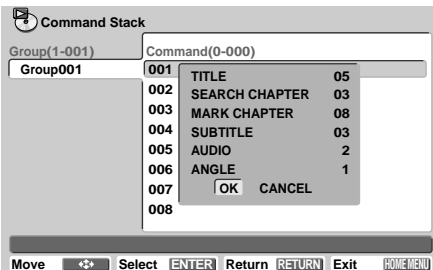 Command Stack
Group(1-001) Command(0-000)
Group001 001
TITLE 05
002 SEARCH CHAPTER 03
003 MARK CHAPTER 08
004 SUBTITLE 03
005 AUDIO 2
006 ANGLE 1
007 OK CANCEL
008
Move Select ENTER Return RETURN Exit HOME MENU